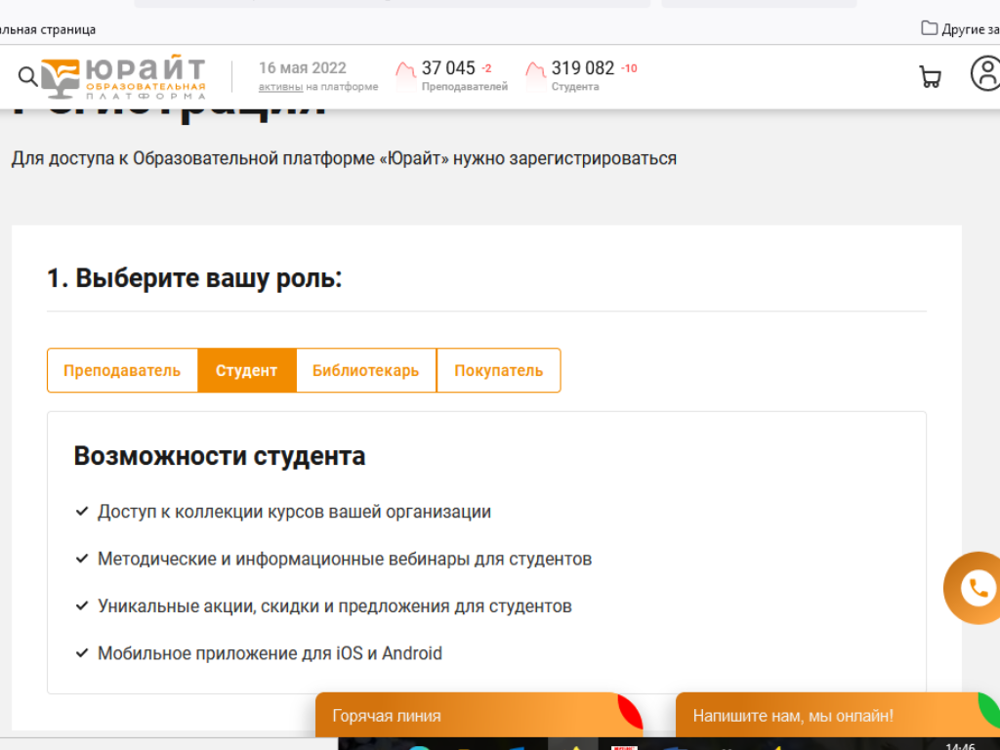 льная страница
Другие за
ЮРАЙТ
ОБРАЗОВАТЕЛЬНАЯ
ПЛАТФОРМА
16 мая 2022
активны на платформе
37 045 -2
Преподавателей
319 082 -10
Студента
Регистрация
Для доступа к Образовательной платформе «Юрайт» нужно зарегистрироваться
1. Выберите вашу роль:
Преподаватель
Студент
Библиотекарь
Покупатель
Возможности студента
Доступ к коллекции курсов вашей организации
Методические и информационные вебинары для студентов
Уникальные акции, скидки и предложения для студентов
Мобильное приложение для iOS и Android
Горячая линия
Напишите нам, мы онлайн!
14:46